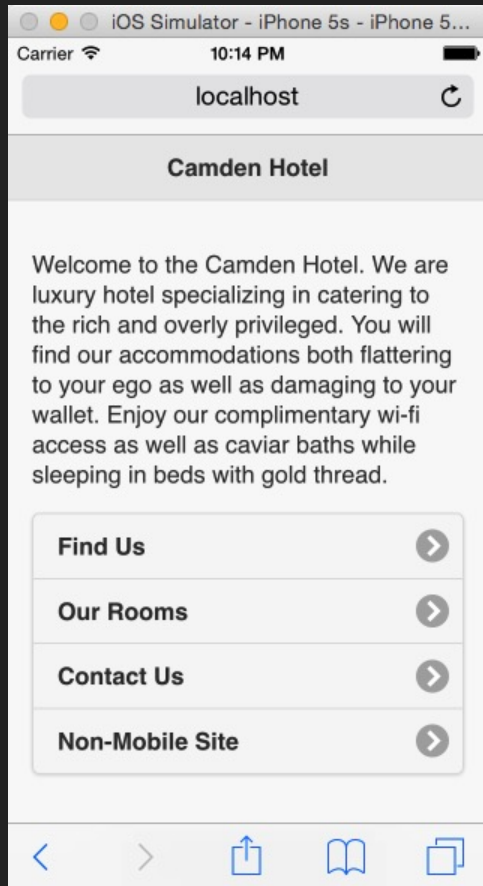 iOS Simulator - iPhone 5s - iPhone 5...
Carrier 10:14 PM
localhost
Camden Hotel
Welcome to the Camden Hotel. We are
luxury hotel specializing in catering to
the rich and overly privileged. You will
find our accommodations both flattering
to your ego as well as damaging to your
wallet. Enjoy our complimentary wi-fi
access as well as caviar baths while
sleeping in beds with gold thread.
Find Us
Our Rooms
Contact Us
Non-Mobile Site